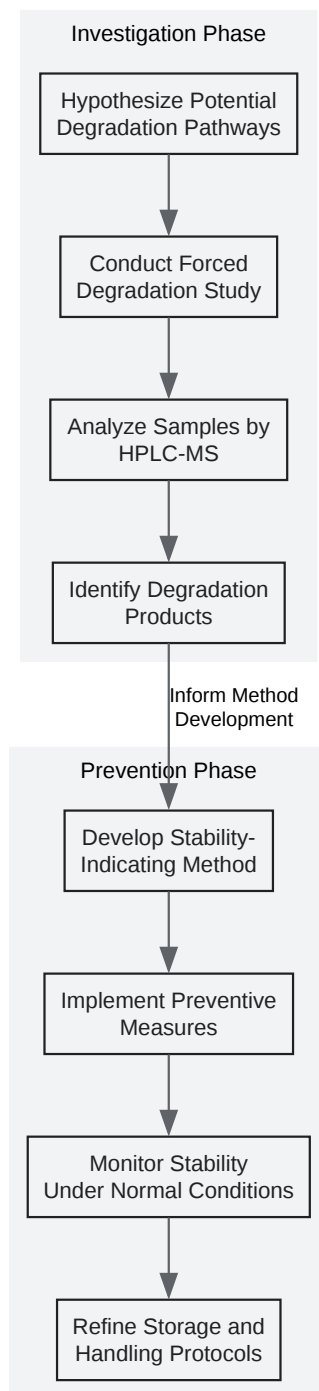 Investigation Phase
Hypothesize Potential
Degradation Pathways
Conduct Forced
Degradation Study
Analyze Samples by
HPLC-MS
Identify Degradation
Products
Inform Method
Development
Prevention Phase
Develop Stability-
Indicating Method
Implement Preventive
Measures
Monitor Stability
Under Normal Conditions
Refine Storage and
Handling Protocols